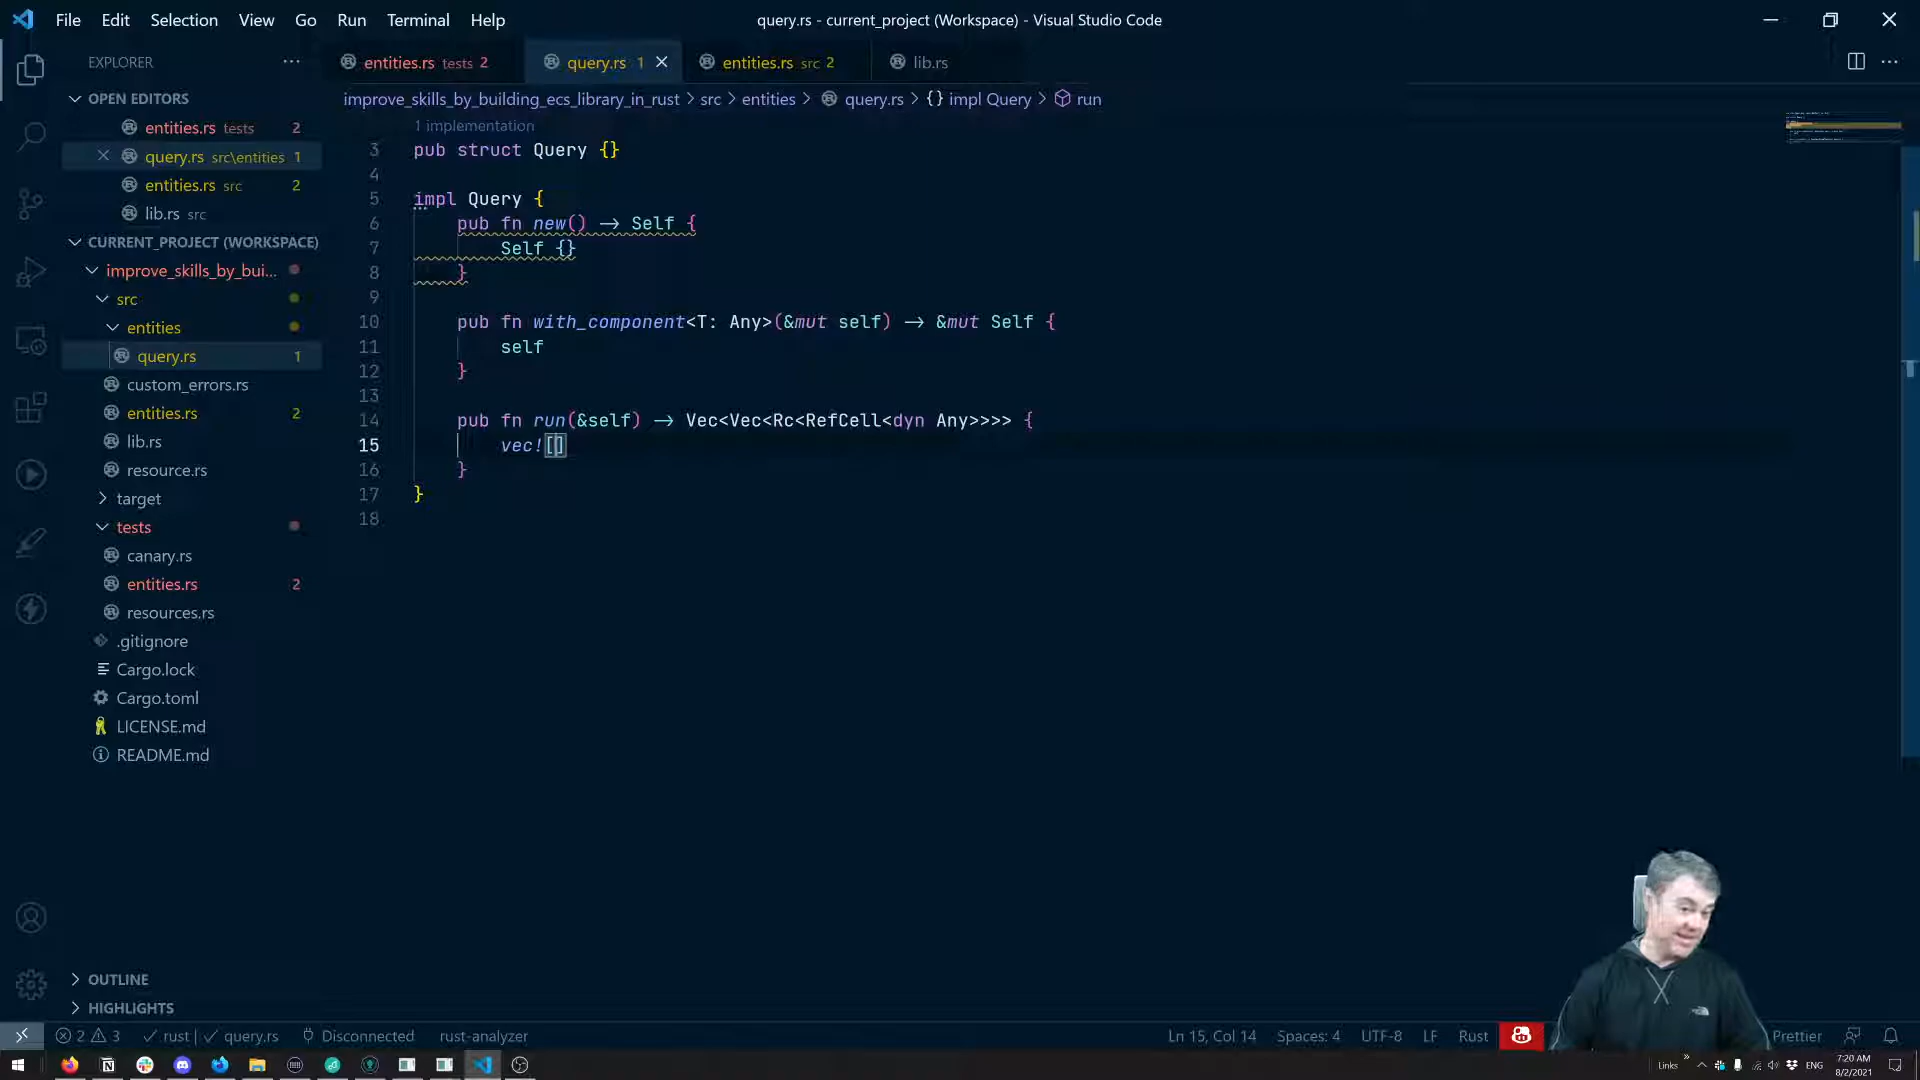 File Edit Selection View Go Run Terminal Help
query.rs - current_project (Workspace) - Visual Studio Code
EXPLORER
entities.rs tests 2
query.rs 1
entities.rs src 2
lib.rs
OPEN EDITORS
entities.rs tests 2
query.rs src\entities 1
entities.rs src 2
lib.rs src
CURRENT_PROJECT (WORKSPACE)
improve_skills_by_bui...
src
entities
query.rs 1
custom_errors.rs
entities.rs 2
lib.rs
resource.rs
target
tests
canary.rs
entities.rs 2
resources.rs
.gitignore
Cargo.lock
Cargo.toml
LICENSE.md
README.md
OUTLINE
HIGHLIGHTS
improve_skills_by_building_ecs_library_in_rust > src > entities > query.rs > {} impl Query > run
1 implementation
3 pub struct Query {}
4
5 impl Query {
6 pub fn new() → Self {
7 Self {}
8 }
9
10 pub fn with_component<T: Any>(&mut self) → &mut Self {
11 self
12 }
13
14 pub fn run(&self) → Vec<Vec<Rc<RefCell<dyn Any>>>> {
15 vec![]
16 }
17 }
18
2 3 rust | query.rs Disconnected rust-analyzer
Ln 15, Col 14 Spaces: 4 UTF-8 LF Rust Prettier
Links » ENG 7:20 AM
8/2/2021